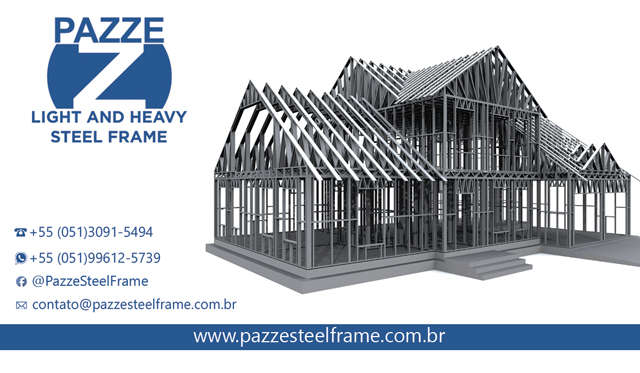 PAZZE
Z
LIGHT AND HEAVY
STEEL FRAME
+55 (051)3091-5494
+55 (051)99612-5739
@PazzeSteelFrame
contato@pazzesteelframe.com.br
www.pazzesteelframe.com.br